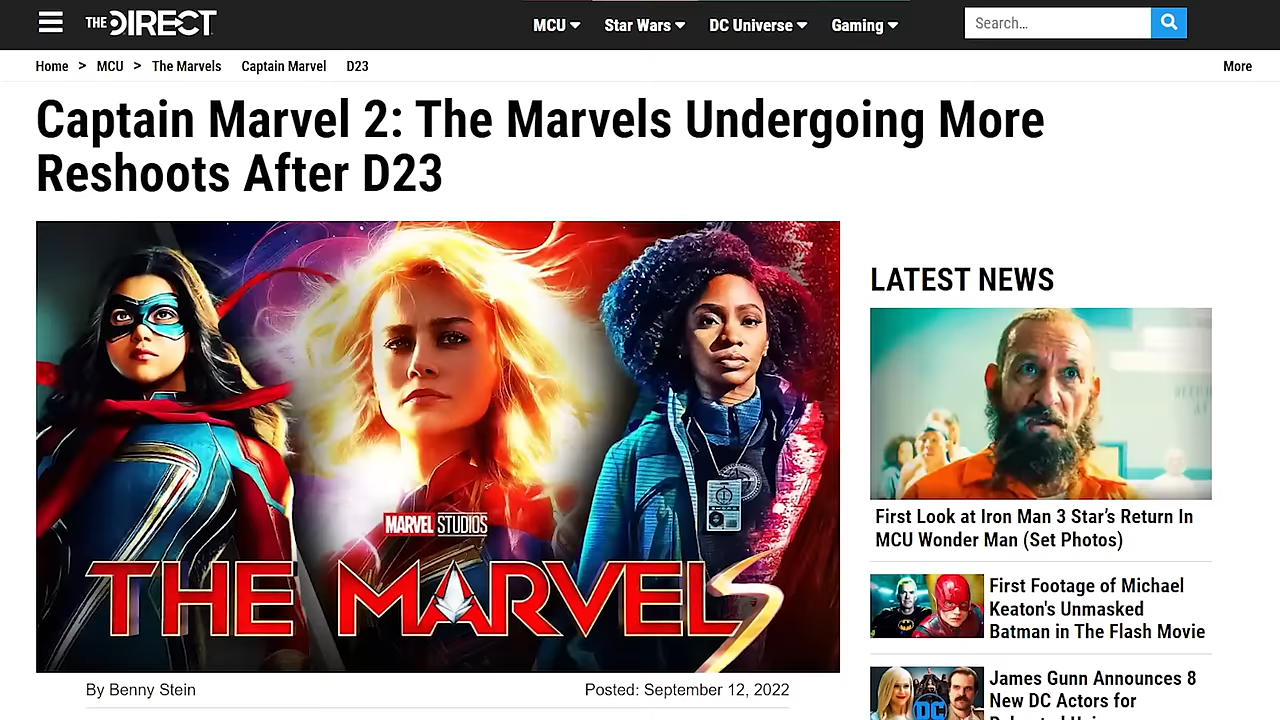 THE DIRECT
MCU
Star Wars
DC Universe
Gaming
Search...
Home > MCU > The Marvels Captain Marvel D23
More
Captain Marvel 2: The Marvels Undergoing More
Reshoots After D23
MARVEL STUDIOS
THE MARVELS
By Benny Stein
Posted: September 12, 2022
LATEST NEWS
First Look at Iron Man 3 Star's Return In
MCU Wonder Man (Set Photos)
First Footage of Michael
Keaton's Unmasked
Batman in The Flash Movie
DC
James Gunn Announces 8
New DC Actors for